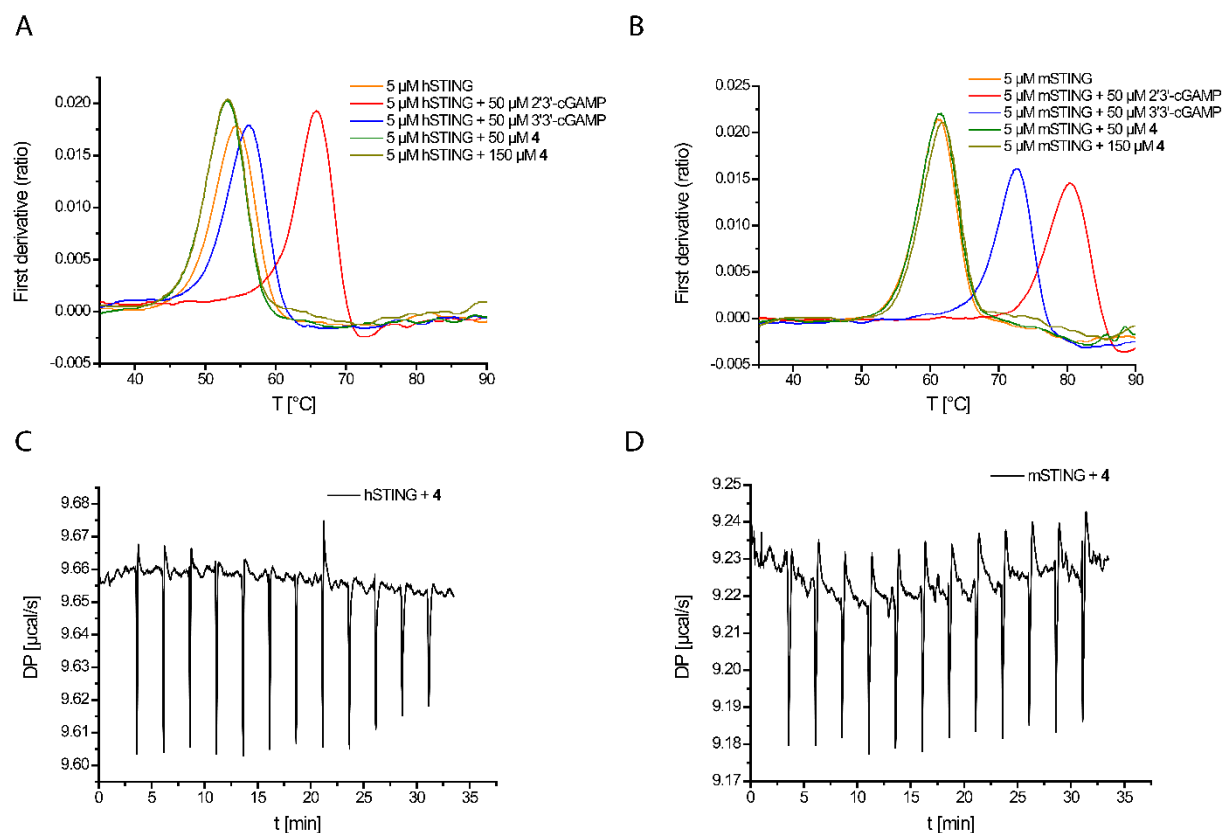 A
5 µM hSTING
5 µM hSTING + 50 µM 2'3'-cGAMP
5 µM hSTING + 50 µM 3'3'-cGAMP
5 µM hSTING + 50 µM 4
5 µM hSTING + 150 µM 4
First derivative (ratio)
0.020
0.015
0.010
0.005
0.000
-0.005
40 50 60 70 80 90
T [°C]
B
5 µM mSTING
5 µM mSTING + 50 µM 2'3'-cGAMP
5 µM mSTING + 50 µM 3'3'-cGAMP
5 µM mSTING + 50 µM 4
5 µM mSTING + 150 µM 4
First derivative (ratio)
0.025
0.020
0.015
0.010
0.005
0.000
-0.005
40 50 60 70 80 90
T [°C]
C
hSTING + 4
DP [µcal/s]
9.68
9.67
9.66
9.65
9.64
9.63
9.62
9.61
9.60
0 5 10 15 20 25 30 35
t [min]
D
mSTING + 4
DP [µcal/s]
9.25
9.24
9.23
9.22
9.21
9.20
9.19
9.18
9.17
0 5 10 15 20 25 30 35
t [min]